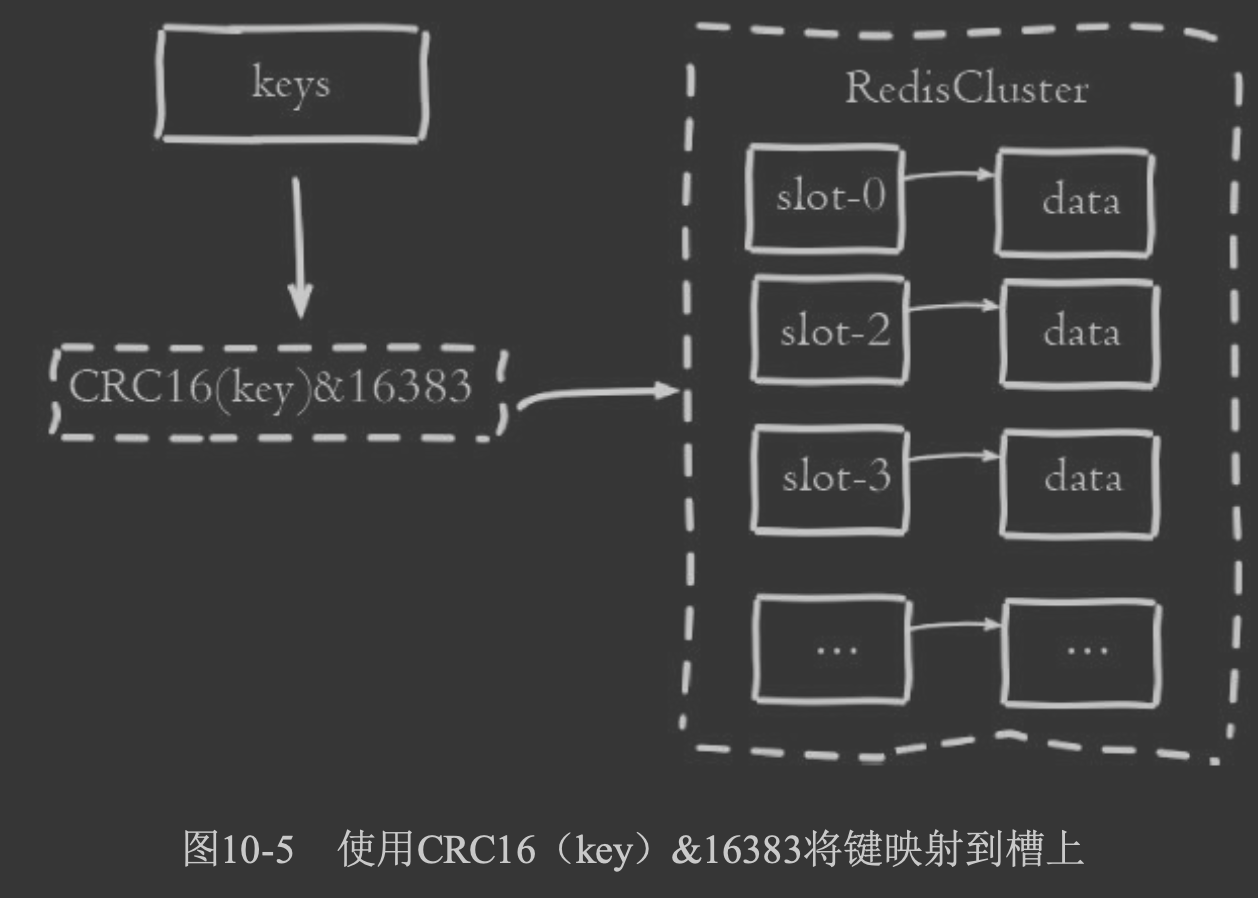 keys
CRC16(key)&16383
RedisCluster
slot-0
data
slot-2
data
slot-3
data
...
...
图10-5 使用CRC16（key）&16383将键映射到槽上